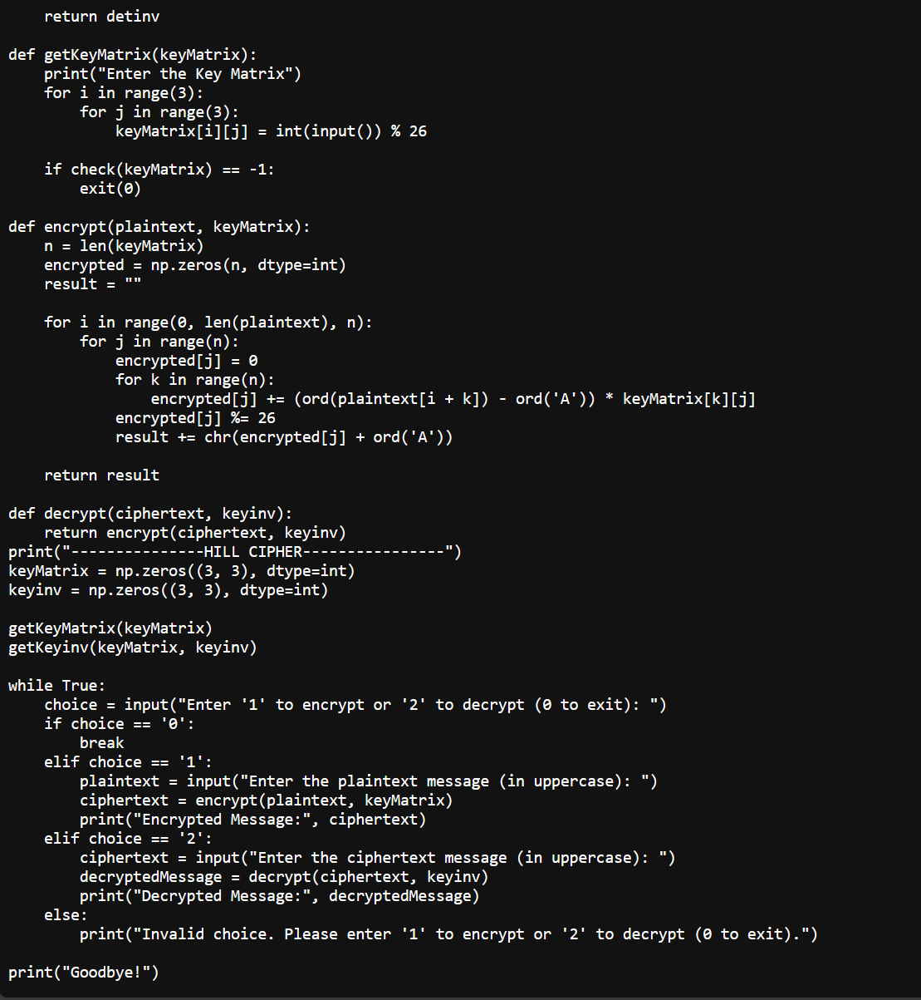 return detinv

def getKeyMatrix(keyMatrix):
    print("Enter the Key Matrix")
    for i in range(3):
        for j in range(3):
            keyMatrix[i][j] = int(input()) % 26

    if check(keyMatrix) == -1:
        exit(0)

def encrypt(plaintext, keyMatrix):
    n = len(keyMatrix)
    encrypted = np.zeros(n, dtype=int)
    result = ""

    for i in range(0, len(plaintext), n):
        for j in range(n):
            encrypted[j] = 0
            for k in range(n):
                encrypted[j] += (ord(plaintext[i + k]) - ord('A')) * keyMatrix[k][j]
            encrypted[j] %= 26
            result += chr(encrypted[j] + ord('A'))

    return result

def decrypt(ciphertext, keyinv):
    return encrypt(ciphertext, keyinv)
print("---------------HILL CIPHER----------------")
keyMatrix = np.zeros((3, 3), dtype=int)
keyinv = np.zeros((3, 3), dtype=int)

getKeyMatrix(keyMatrix)
getKeyinv(keyMatrix, keyinv)

while True:
    choice = input("Enter '1' to encrypt or '2' to decrypt (0 to exit): ")
    if choice == '0':
        break
    elif choice == '1':
        plaintext = input("Enter the plaintext message (in uppercase): ")
        ciphertext = encrypt(plaintext, keyMatrix)
        print("Encrypted Message:", ciphertext)
    elif choice == '2':
        ciphertext = input("Enter the ciphertext message (in uppercase): ")
        decryptedMessage = decrypt(ciphertext, keyinv)
        print("Decrypted Message:", decryptedMessage)
    else:
        print("Invalid choice. Please enter '1' to encrypt or '2' to decrypt (0 to exit).")

print("Goodbye!")